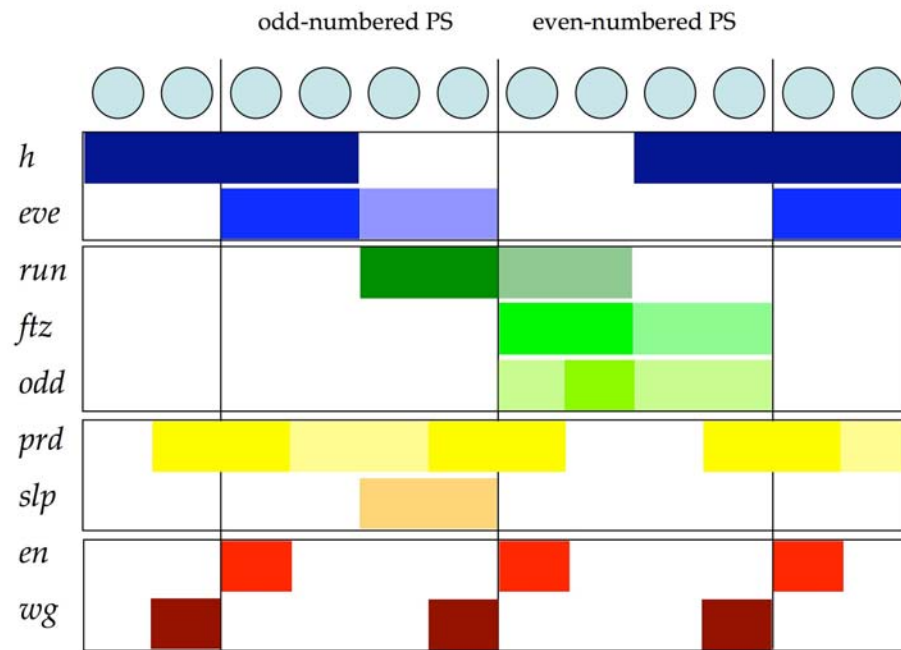 odd-numbered PS even-numbered PS
h
eve
run
ftz
odd
prd
slp
en
wg